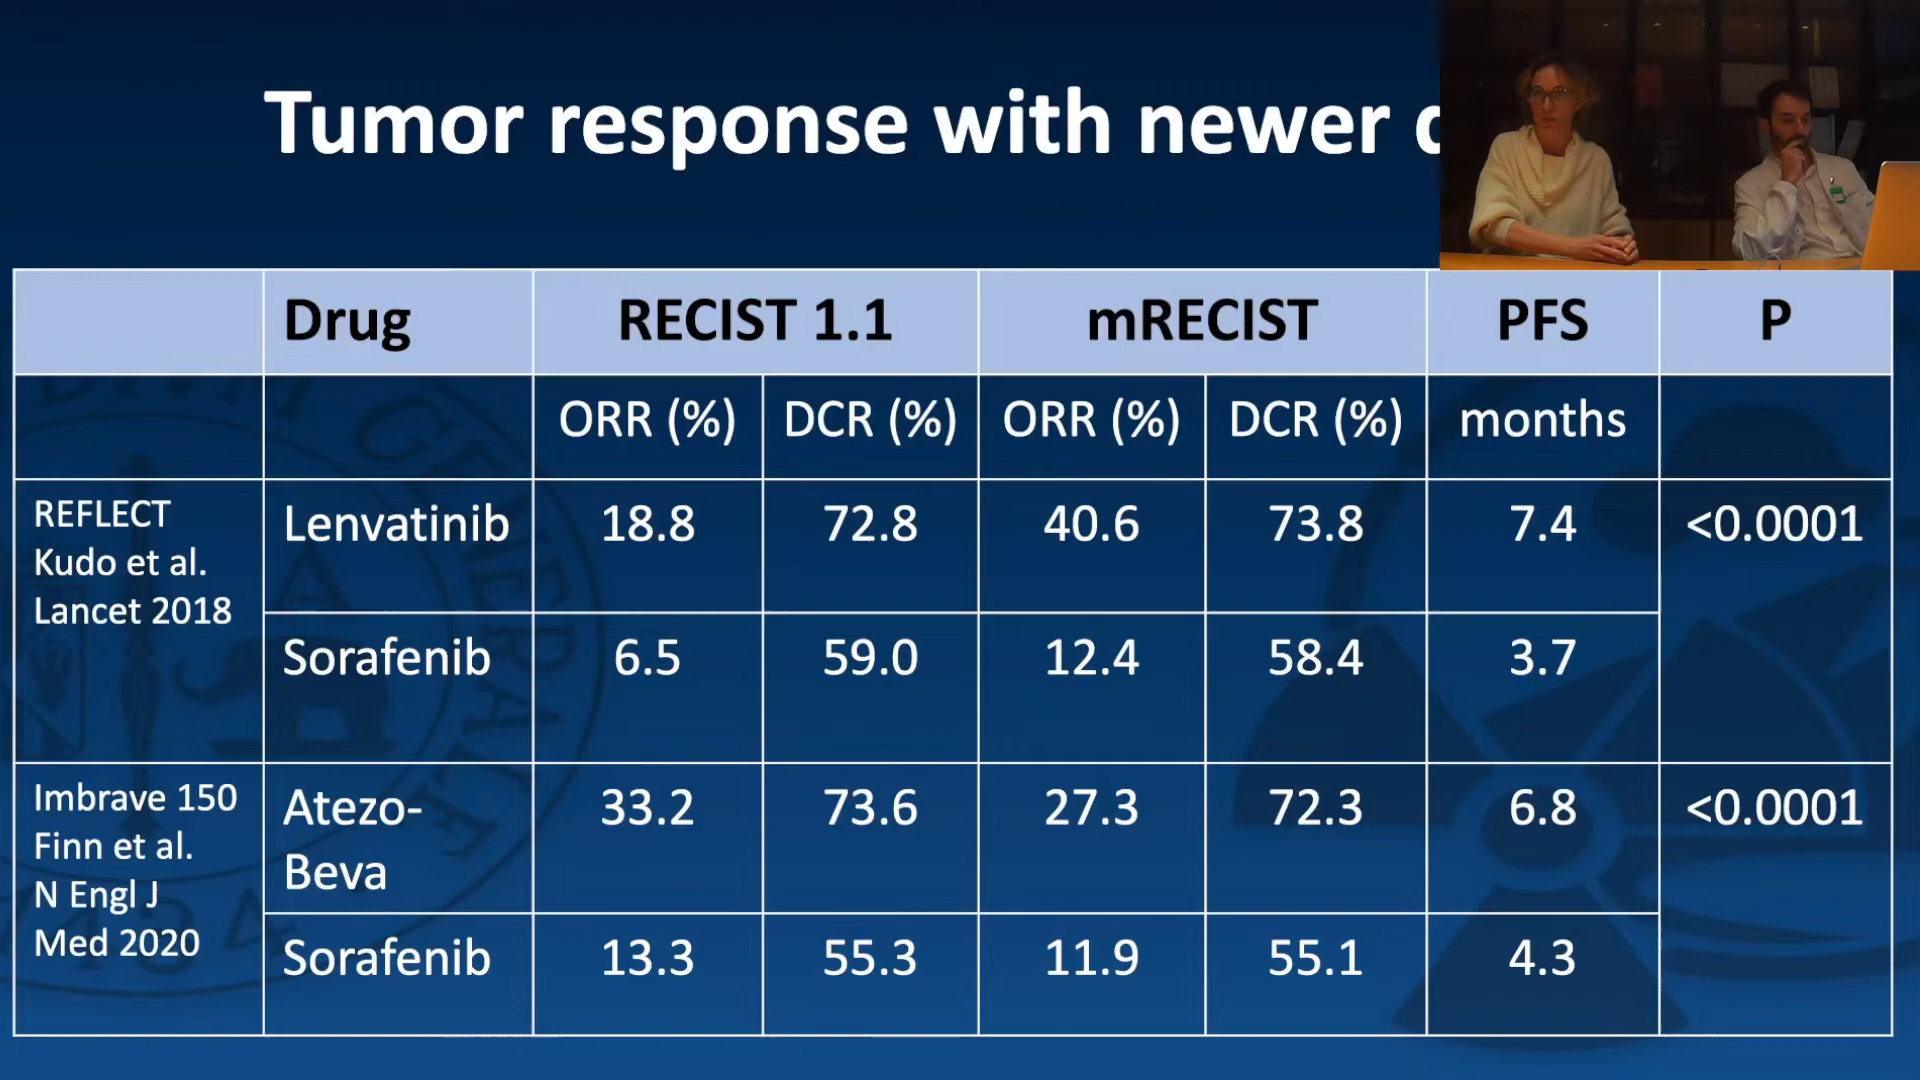 Tumor response with newer
Drug RECIST 1.1 mRECIST PFS P
ORR (%) DCR (%) ORR (%) DCR (%) months
REFLECT
Kudo et al.
Lancet 2018
Lenvatinib 18.8 72.8 40.6 73.8 7.4 <0.0001
Sorafenib 6.5 59.0 12.4 58.4 3.7
Imbrave 150
Finn et al.
N Engl J
Med 2020
Atezo-
Beva 33.2 73.6 27.3 72.3 6.8 <0.0001
Sorafenib 13.3 55.3 11.9 55.1 4.3